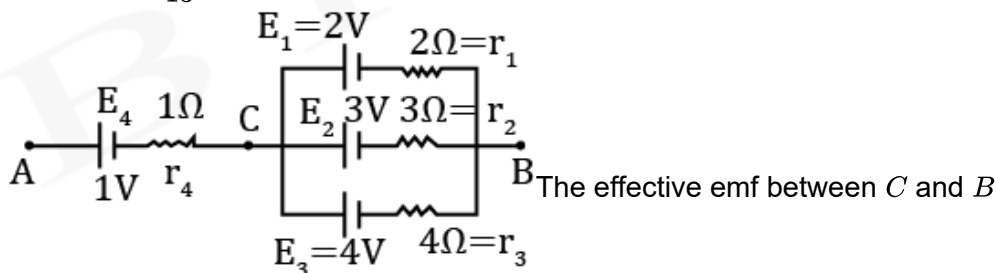 E₁=2V
2Ω=r₁
E₄ 1Ω
C
E₂ 3V 3Ω= r₂
A
1V r₄
B
The effective emf between C and B
E₃=4V
4Ω=r₃